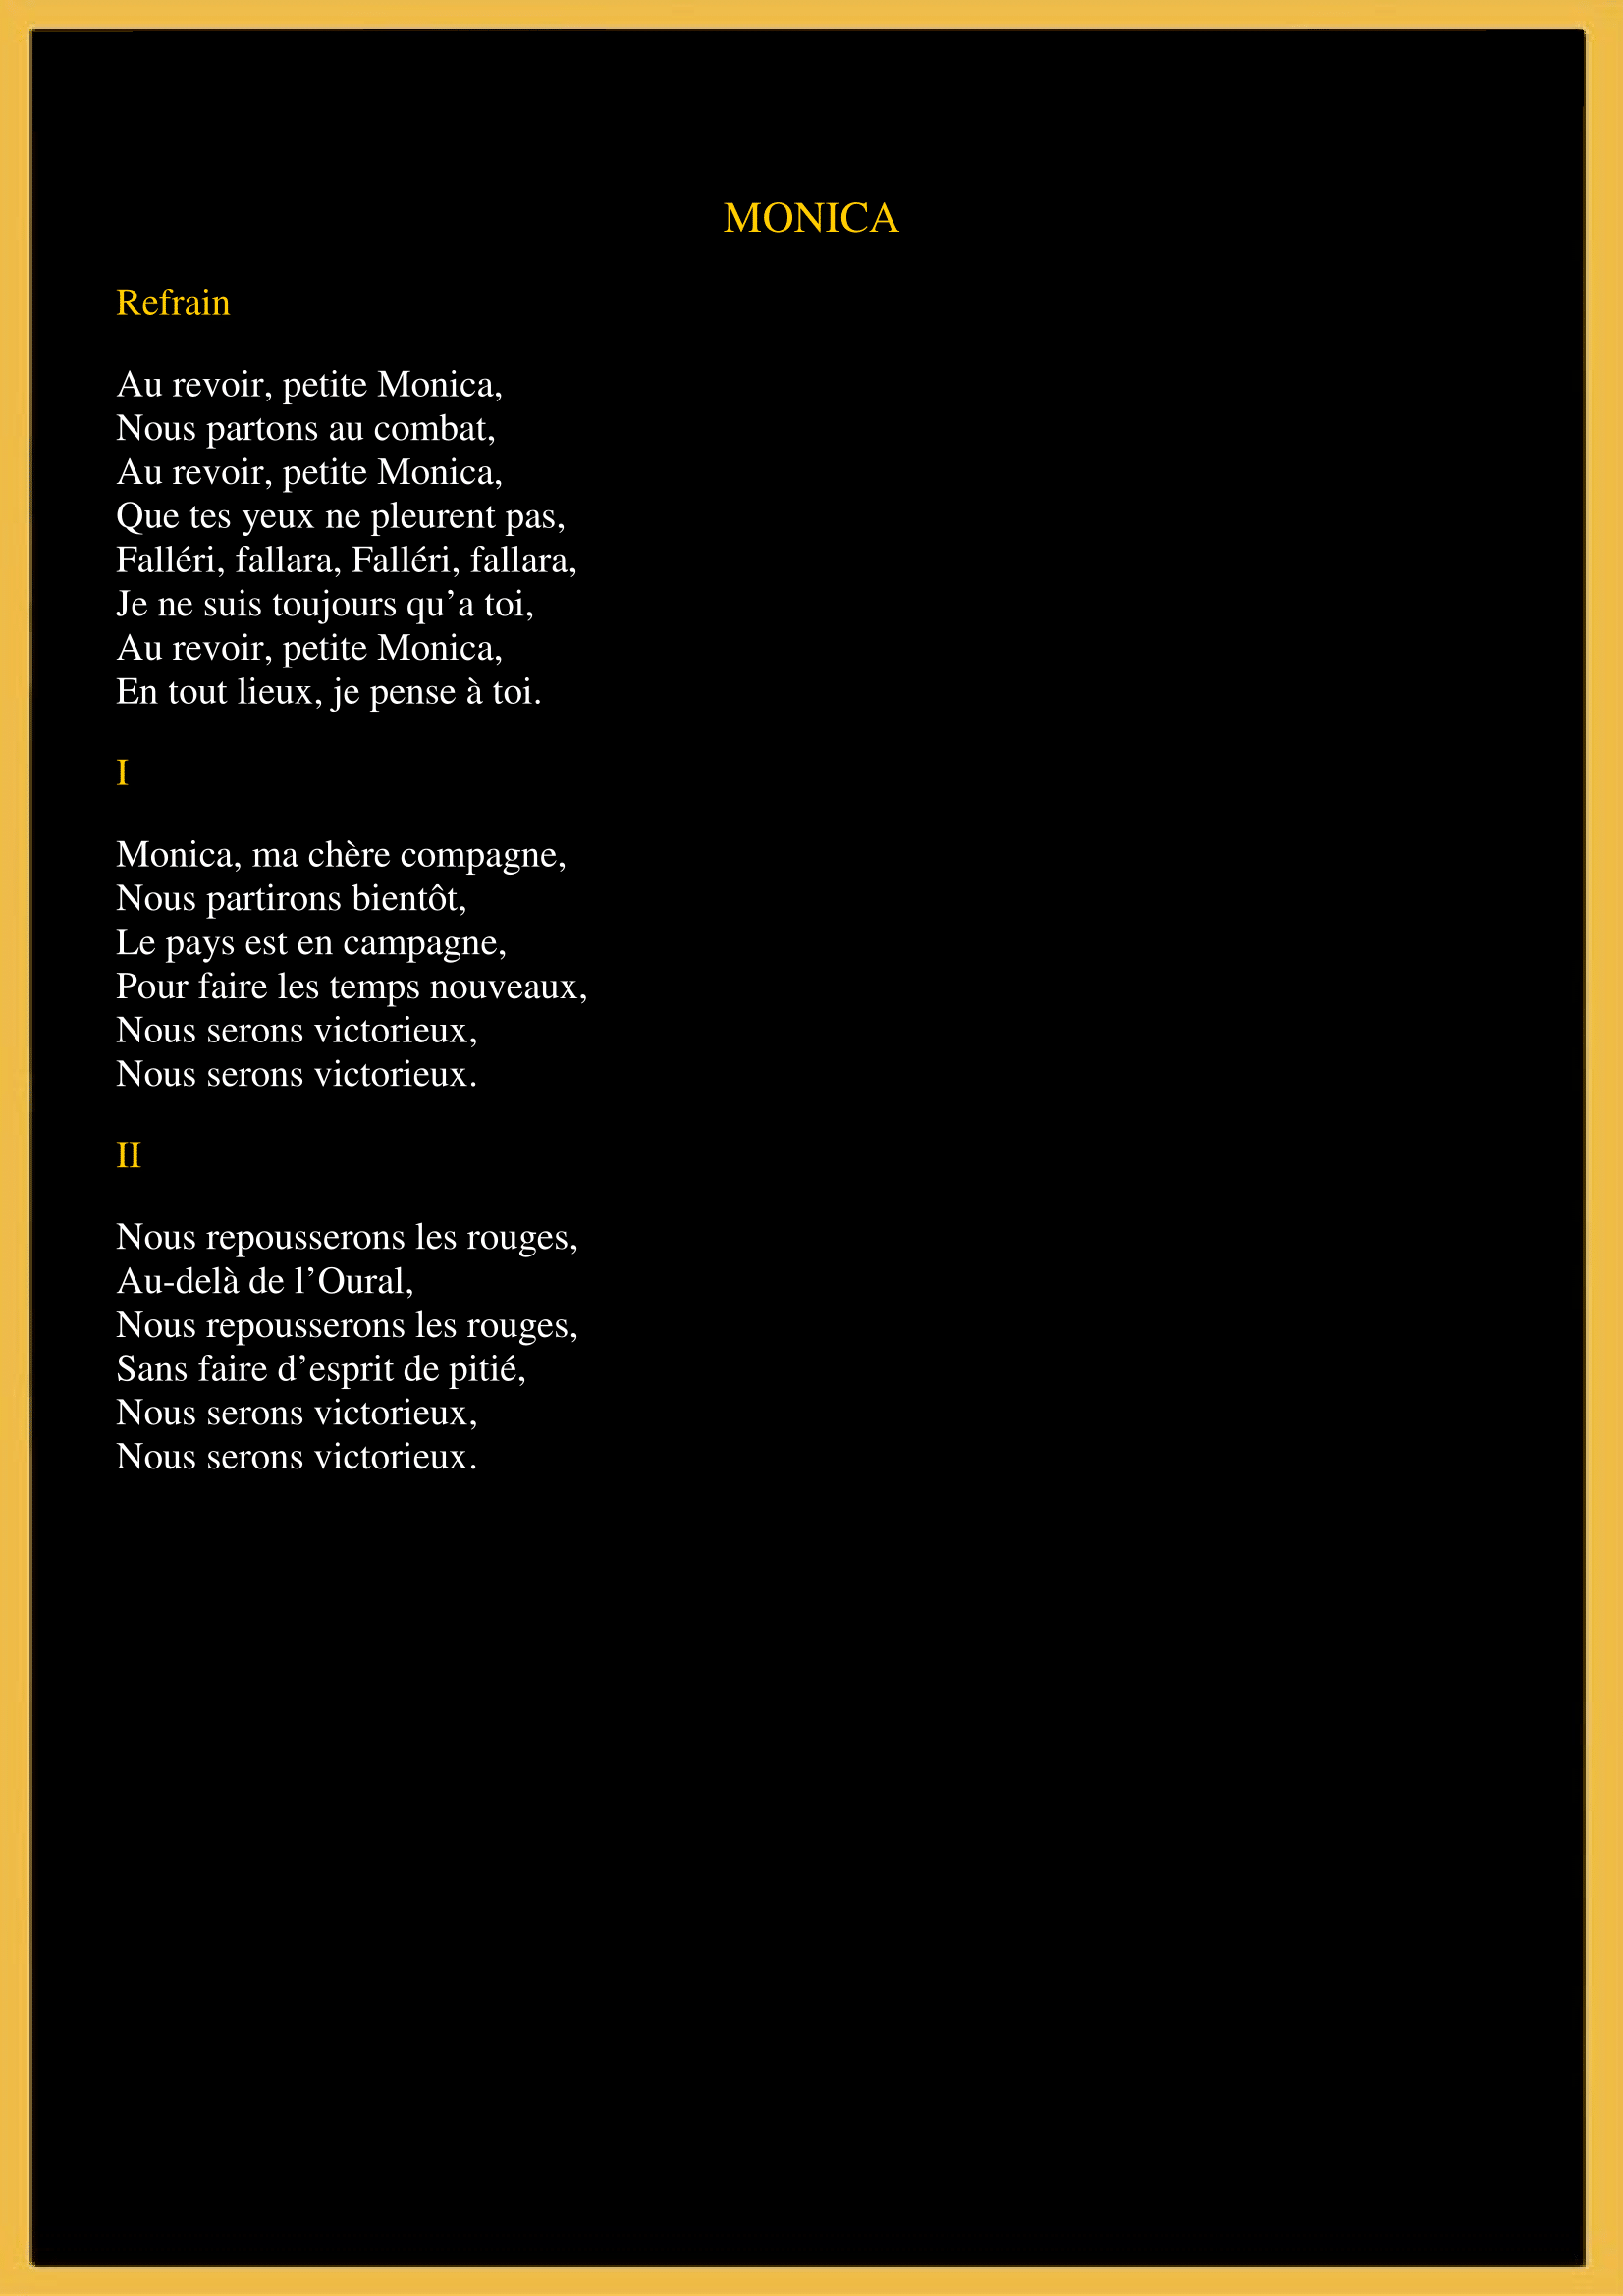 MONICA
Refrain
Au revoir, petite Monica,
Nous partons au combat,
Au revoir, petite Monica,
Que tes yeux ne pleurent pas,
Falléri, fallara, Falléri, fallara,
Je ne suis toujours qu’a toi,
Au revoir, petite Monica,
En tout lieux, je pense à toi.
I
Monica, ma chère compagne,
Nous partirons bientôt,
Le pays est en campagne,
Pour faire les temps nouveaux,
Nous serons victorieux,
Nous serons victorieux.
II
Nous repousserons les rouges,
Au-delà de l’Oural,
Nous repousserons les rouges,
Sans faire d’esprit de pitié,
Nous serons victorieux,
Nous serons victorieux.